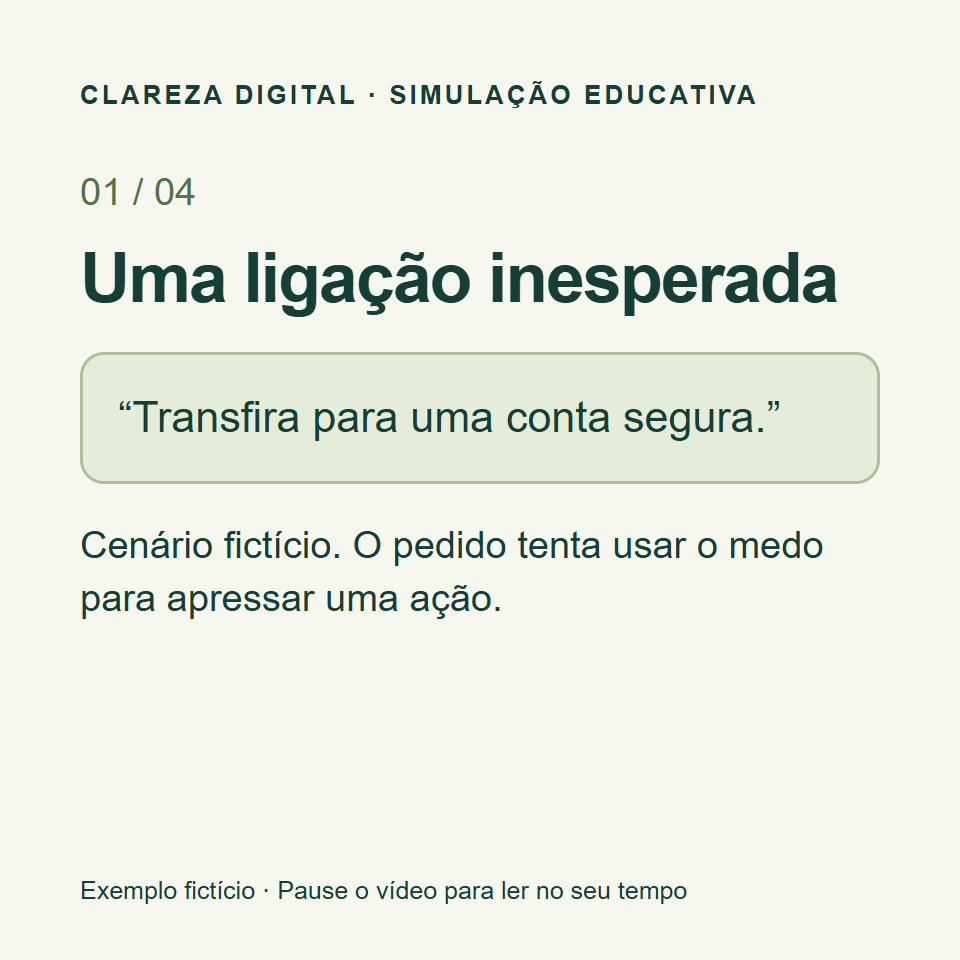 CLAREZA DIGITAL · SIMULAÇÃO EDUCATIVA
01 / 04
Uma ligação inesperada
“Transfira para uma conta segura.”
Cenário fictício. O pedido tenta usar o medo
para apressar uma ação.
Exemplo fictício · Pause o vídeo para ler no seu tempo